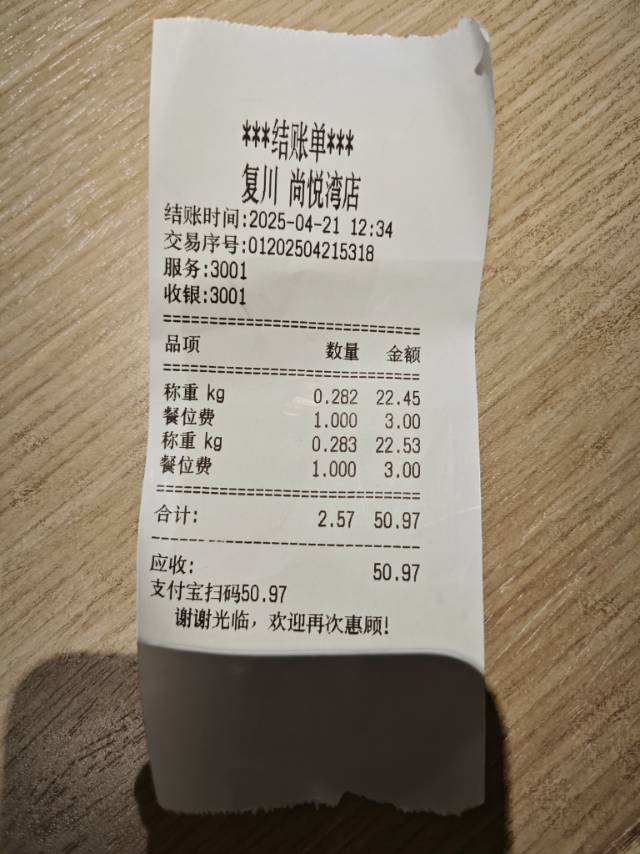 ***结账单***
复川 尚悦湾店
结账时间:2025-04-21 12:34
交易序号:01202504215318
服务:3001
收银:3001
==============================
品项 数量 金额
==============================
称重 kg 0.282 22.45
餐位费 1.000 3.00
称重 kg 0.283 22.53
餐位费 1.000 3.00
==============================
合计: 2.57 50.97
------------------------------
应收: 50.97
支付宝扫码50.97
谢谢光临，欢迎再次惠顾!